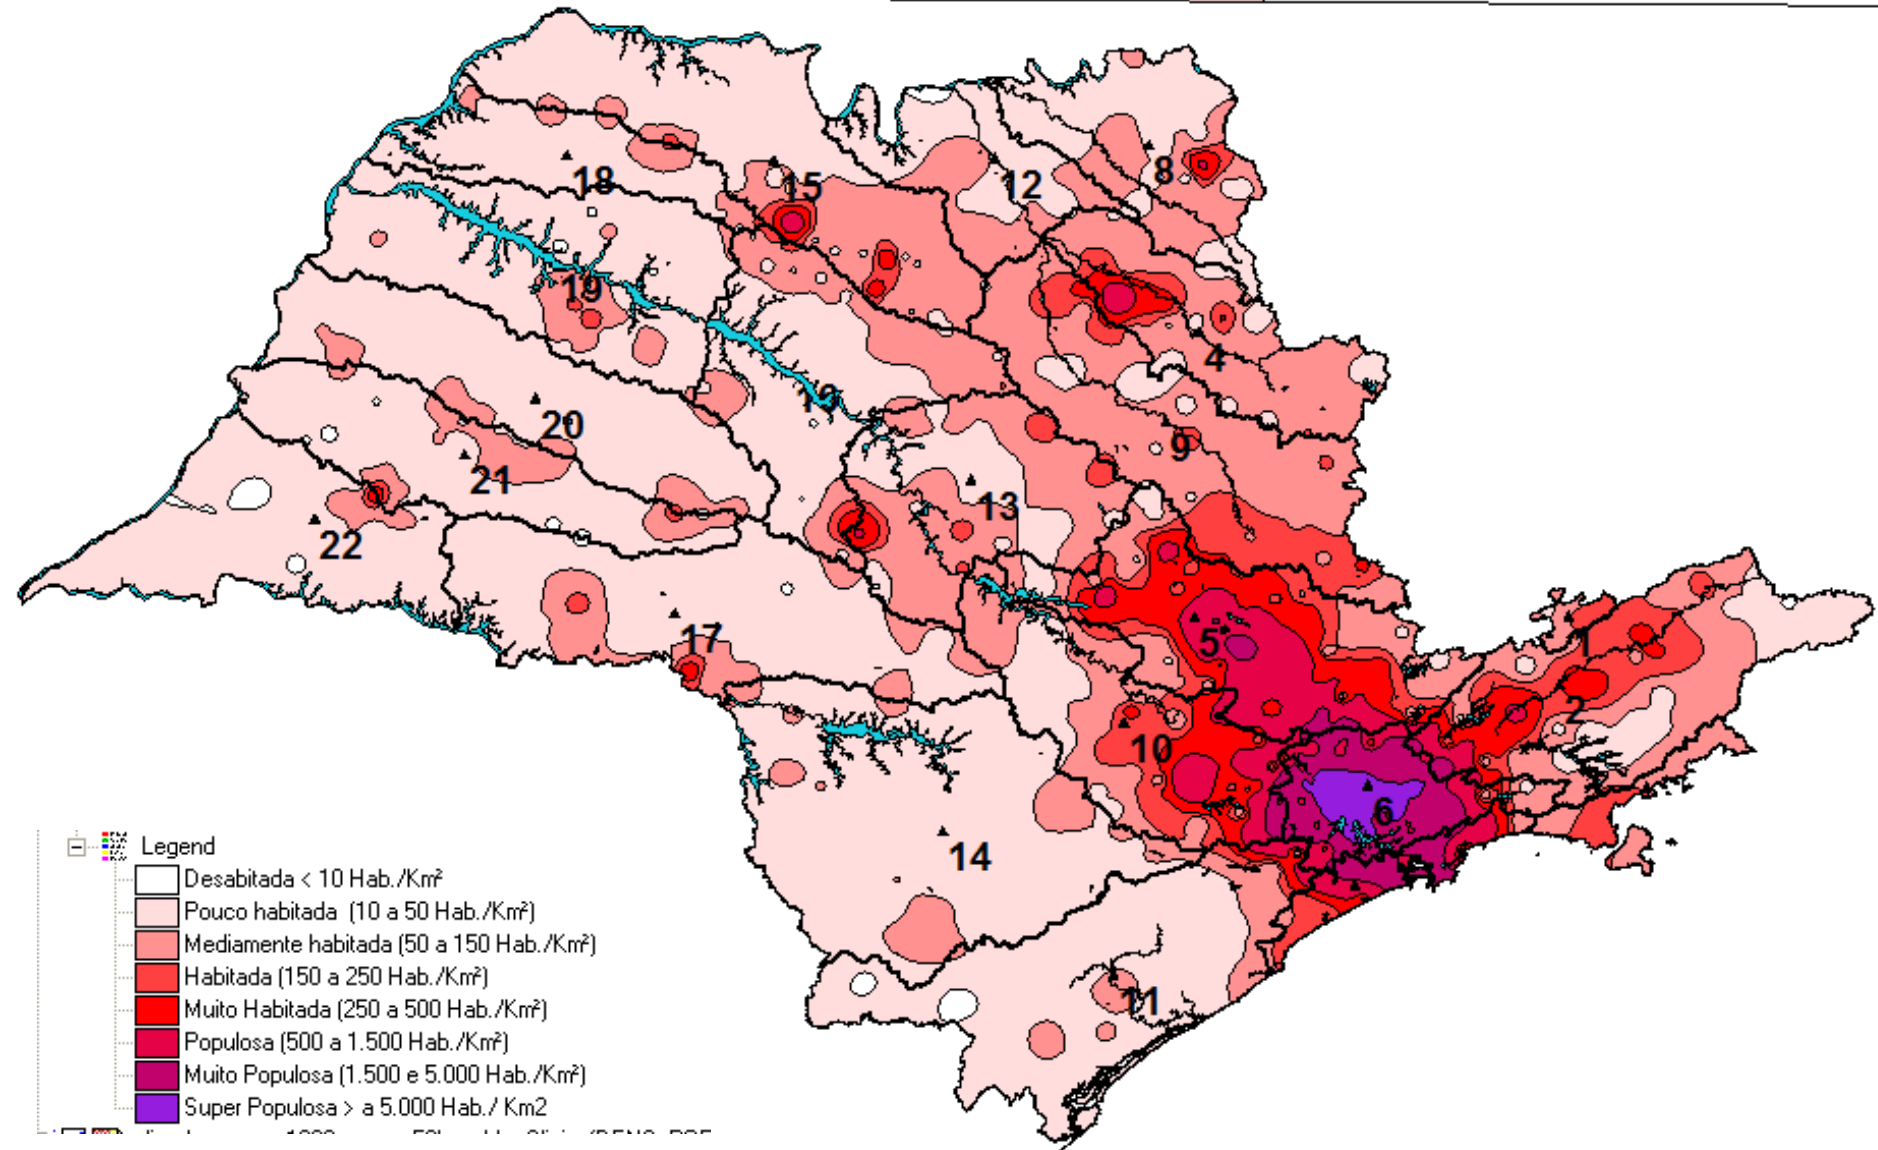 8
12
18
15
19
4
19
20
9
21
13
22
5
17
1
2
10
6
14
11
Legend
Desabitada < 10 Hab./Km²
Pouco habitada (10 a 50 Hab./Km²)
Mediamente habitada (50 a 150 Hab./Km²)
Habitada (150 a 250 Hab./Km²)
Muito Habitada (250 a 500 Hab./Km²)
Populosa (500 a 1.500 Hab./Km²)
Muito Populosa (1.500 e 5.000 Hab./Km²)
Super Populosa > a 5.000 Hab./ Km2